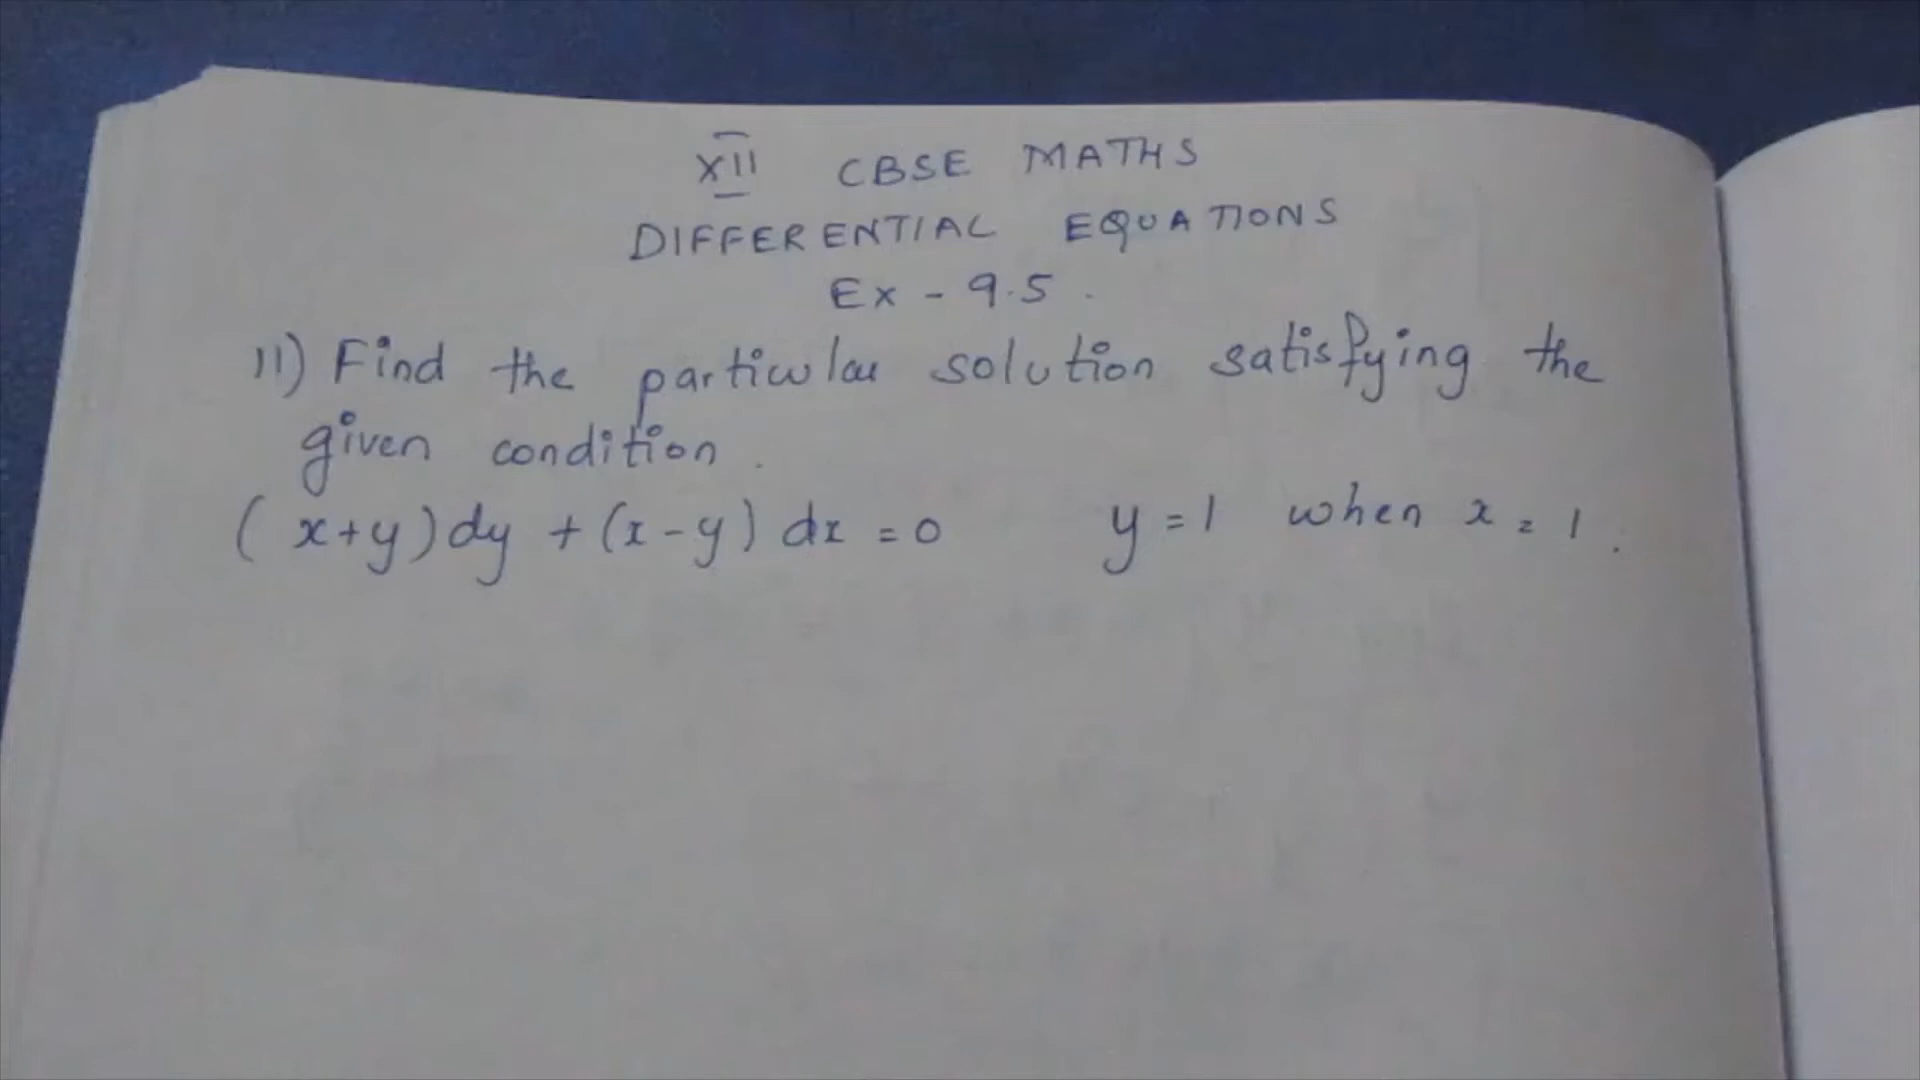 XII CBSE MATHS
DIFFERENTIAL EQUATIONS
Ex - 9.5.
11) Find the particular solution satisfying the
given condition.
(x+y)dy + (x-y) dx = 0 y = 1 when x = 1.